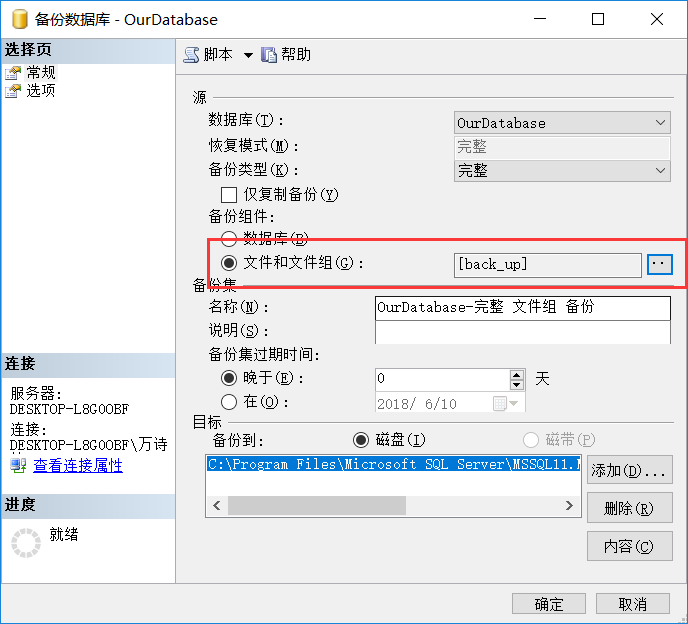 备份数据库 - OurDatabase
选择页
常规
选项
脚本 帮助
源
数据库(T): OurDatabase
恢复模式(M): 完整
备份类型(K): 完整
仅复制备份(Y)
备份组件:
数据库(B)
文件和文件组(G): [back_up] ..
备份集
名称(N): OurDatabase-完整 文件组 备份
说明(S):
备份集过期时间:
晚于(E): 0 天
在(O): 2018/ 6/10
目标
备份到: 磁盘(I) 磁带(P)
C:\Program Files\Microsoft SQL Server\MSSQL11.
添加(D)...
删除(R)
内容(C)
连接
服务器:
DESKTOP-L8GOOBF
连接:
DESKTOP-L8GOOBF\万诗
查看连接属性
进度
就绪
确定 取消